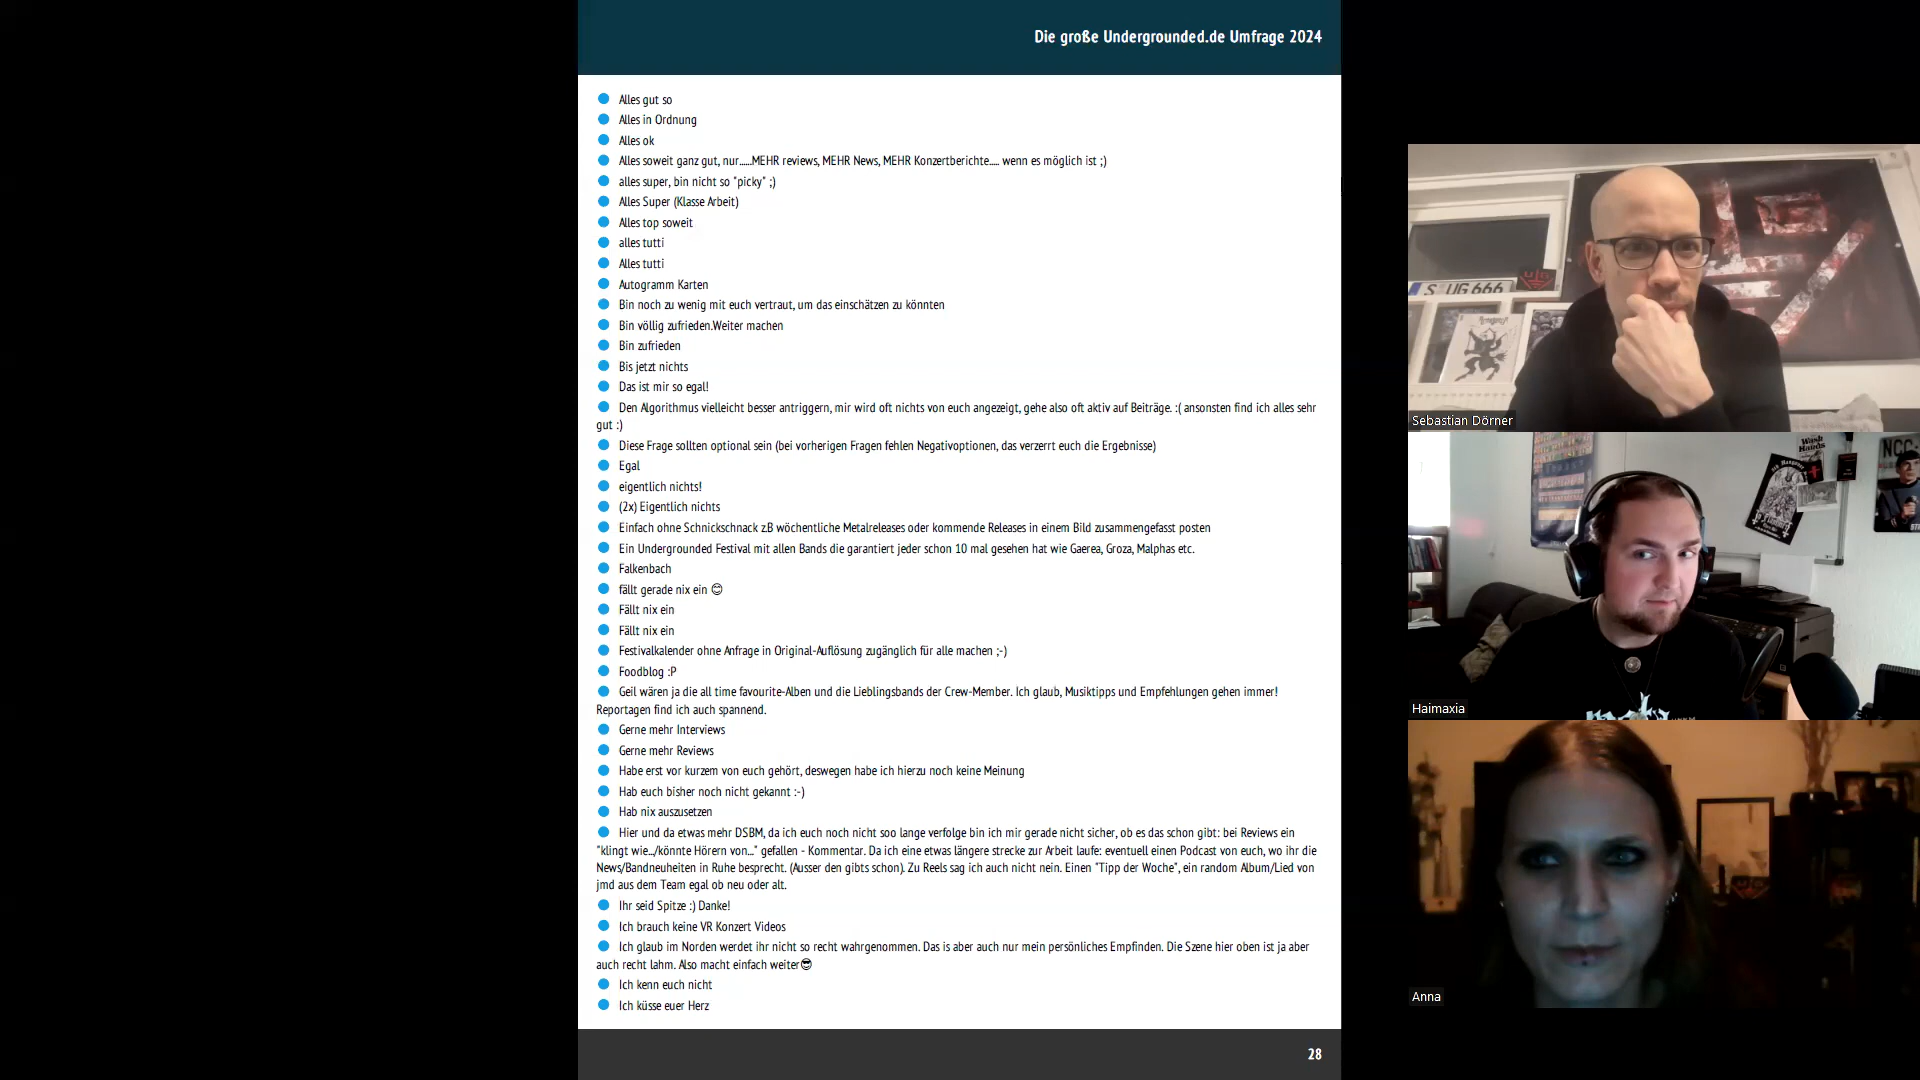 Die große Undergrounded.de Umfrage 2024
Alles gut so
Alles in Ordnung
Alles ok
Alles soweit ganz gut, nur......MEHR reviews, MEHR News, MEHR Konzertberichte..... wenn es möglich ist ;)
alles super, bin nicht so "picky" ;)
Alles Super (Klasse Arbeit)
Alles top soweit
alles tutti
Alles tutti
Autogramm Karten
Bin noch zu wenig mit euch vertraut, um das einschätzen zu könnten
Bin völlig zufrieden.Weiter machen
Bin zufrieden
Bis jetzt nichts
Das ist mir so egal!
Den Algorithmus vielleicht besser antriggern, mir wird oft nichts von euch angezeigt, gehe also oft aktiv auf Beiträge. :( ansonsten find ich alles sehr
gut :)
Diese Frage sollten optional sein (bei vorherigen Fragen fehlen Negativoptionen, das verzerrt euch die Ergebnisse)
Egal
eigentlich nichts!
(2x) Eigentlich nichts
Einfach ohne Schnickschnack z.B wöchentliche Metalreleases oder kommende Releases in einem Bild zusammengefasst posten
Ein Undergrounded Festival mit allen Bands die garantiert jeder schon 10 mal gesehen hat wie Gaerea, Groza, Malphas etc.
Falkenbach
fällt gerade nix ein 😊
Fällt nix ein
Fällt nix ein
Festivalkalender ohne Anfrage in Original-Auflösung zugänglich für alle machen ;-)
Foodblog :P
Geil wären ja die all time favourite-Alben und die Lieblingsbands der Crew-Member. Ich glaub, Musiktipps und Empfehlungen gehen immer!
Reportagen find ich auch spannend.
Gerne mehr Interviews
Gerne mehr Reviews
Habe erst vor kurzem von euch gehört, deswegen habe ich hierzu noch keine Meinung
Hab euch bisher noch nicht gekannt :-)
Hab nix auszusetzen
Hier und da etwas mehr DSBM, da ich euch noch nicht soo lange verfolge bin ich mir gerade nicht sicher, ob es das schon gibt: bei Reviews ein
"klingt wie.../könnte Hörern von..." gefallen - Kommentar. Da ich eine etwas längere strecke zur Arbeit laufe: eventuell einen Podcast von euch, wo ihr die
News/Bandneuheiten in Ruhe besprecht. (Ausser den gibts schon). Zu Reels sag ich auch nicht nein. Einen "Tipp der Woche", ein random Album/Lied von
jmd aus dem Team egal ob neu oder alt.
Ihr seid Spitze :) Danke!
Ich brauch keine VR Konzert Videos
Ich glaub im Norden werdet ihr nicht so recht wahrgenommen. Das is aber auch nur mein persönliches Empfinden. Die Szene hier oben ist ja aber
auch recht lahm. Also macht einfach weiter😎
Ich kenn euch nicht
Ich küsse euer Herz
28
S UG 666
Sebastian Dörner
Wash
Hands
NCC-
Haimaxia
Anna